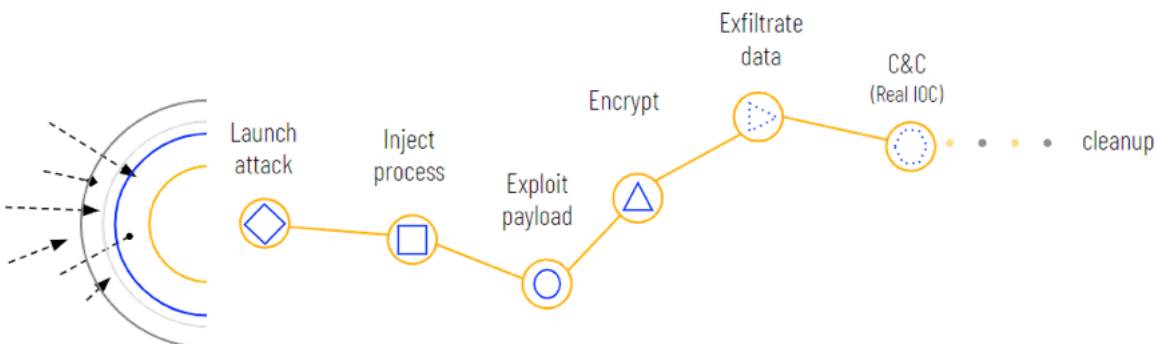 Launch
attack
Inject
process
Exploit
payload
Encrypt
Exfiltrate
data
C&C
(Real IOC)
cleanup